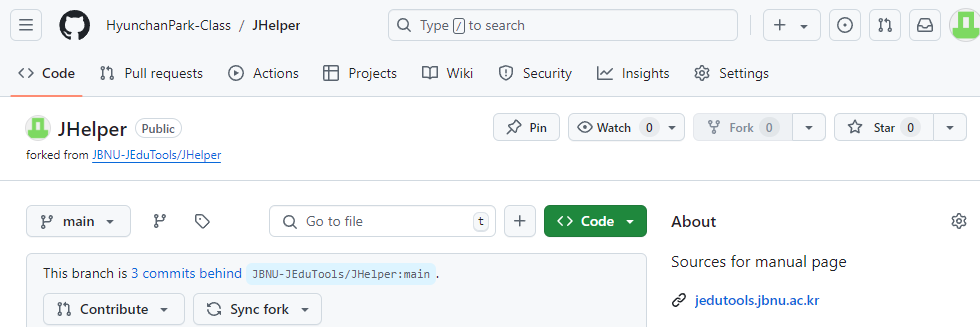 HyunchanPark-Class / JHelper
Type / to search
Code Pull requests Actions Projects Wiki Security Insights Settings
JHelper Public
Pin Watch 0 Fork 0 Star 0
forked from JBNU-JEduTools/JHelper
main Go to file t Code
About
This branch is 3 commits behind JBNU-JEduTools/JHelper:main.
Sources for manual page
Contribute Sync fork
jedutools.jbnu.ac.kr